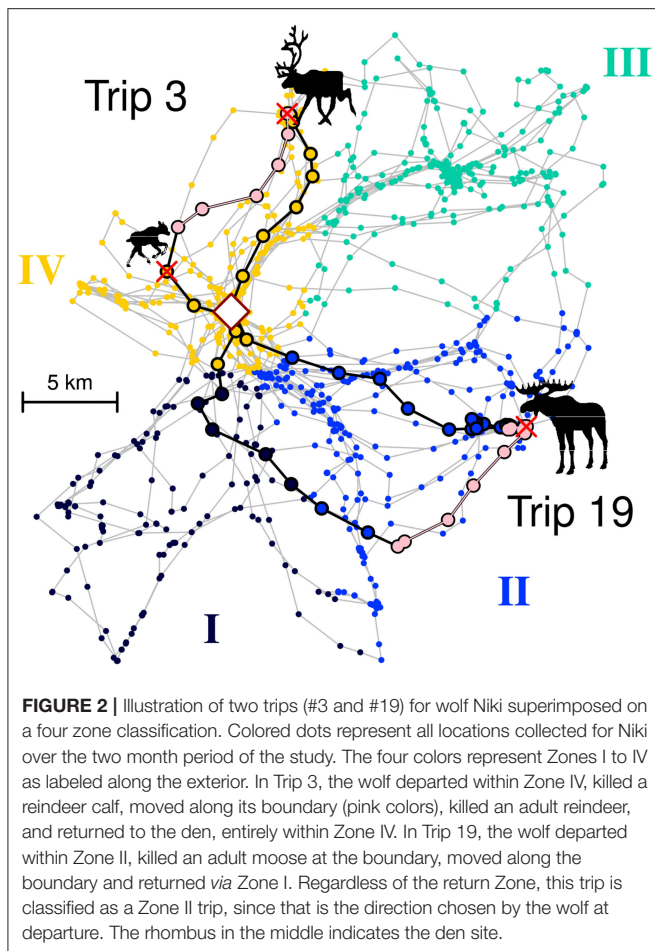 III
Trip 3
IV
5 km
Trip 19
II
I
FIGURE 2 | Illustration of two trips (#3 and #19) for wolf Niki superimposed on
a four zone classification. Colored dots represent all locations collected for Niki
over the two month period of the study. The four colors represent Zones I to IV
as labeled along the exterior. In Trip 3, the wolf departed within Zone IV, killed a
reindeer calf, moved along its boundary (pink colors), killed an adult reindeer,
and returned to the den, entirely within Zone IV. In Trip 19, the wolf departed
within Zone II, killed an adult moose at the boundary, moved along the
boundary and returned via Zone I. Regardless of the return Zone, this trip is
classified as a Zone II trip, since that is the direction chosen by the wolf at
departure. The rhombus in the middle indicates the den site.